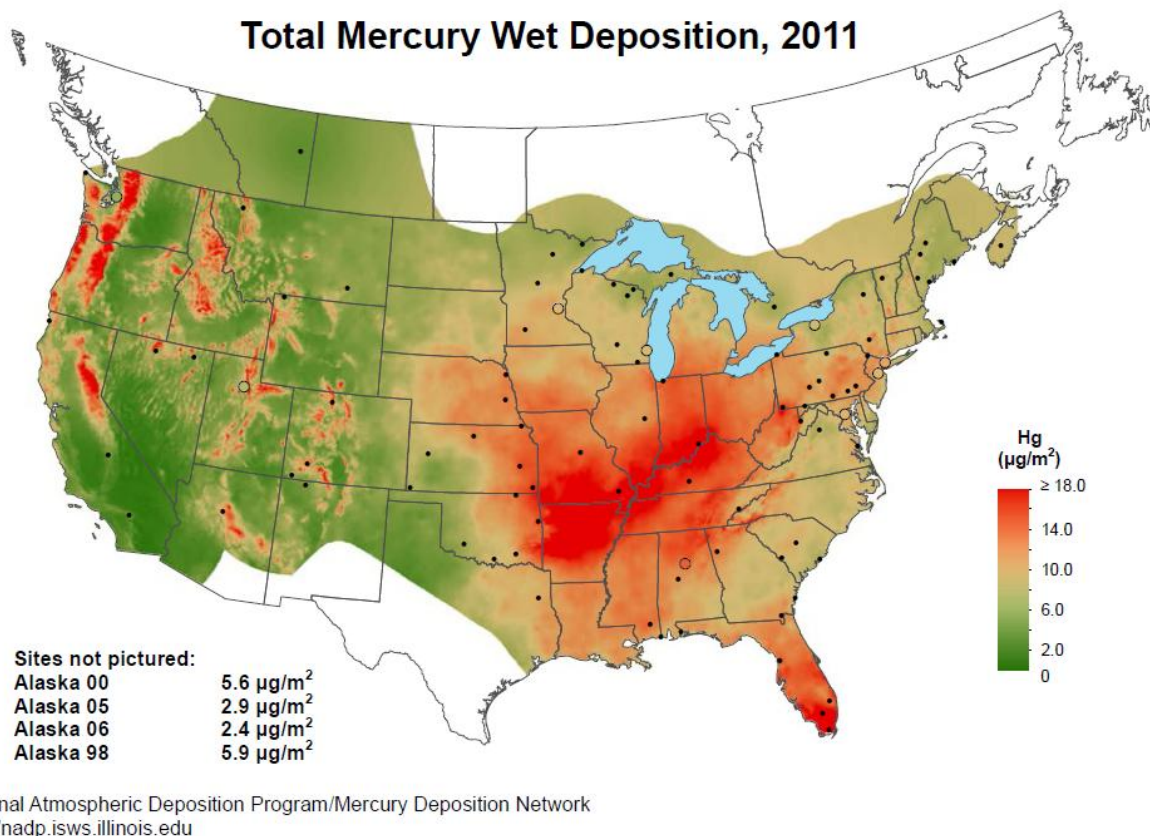 Total Mercury Wet Deposition, 2011
Hg
(µg/m²)
≥ 18.0
14.0
10.0
6.0
2.0
0
Sites not pictured:
Alaska 00 5.6 µg/m²
Alaska 05 2.9 µg/m²
Alaska 06 2.4 µg/m²
Alaska 98 5.9 µg/m²
nal Atmospheric Deposition Program/Mercury Deposition Network
/nadp.isws.illinois.edu